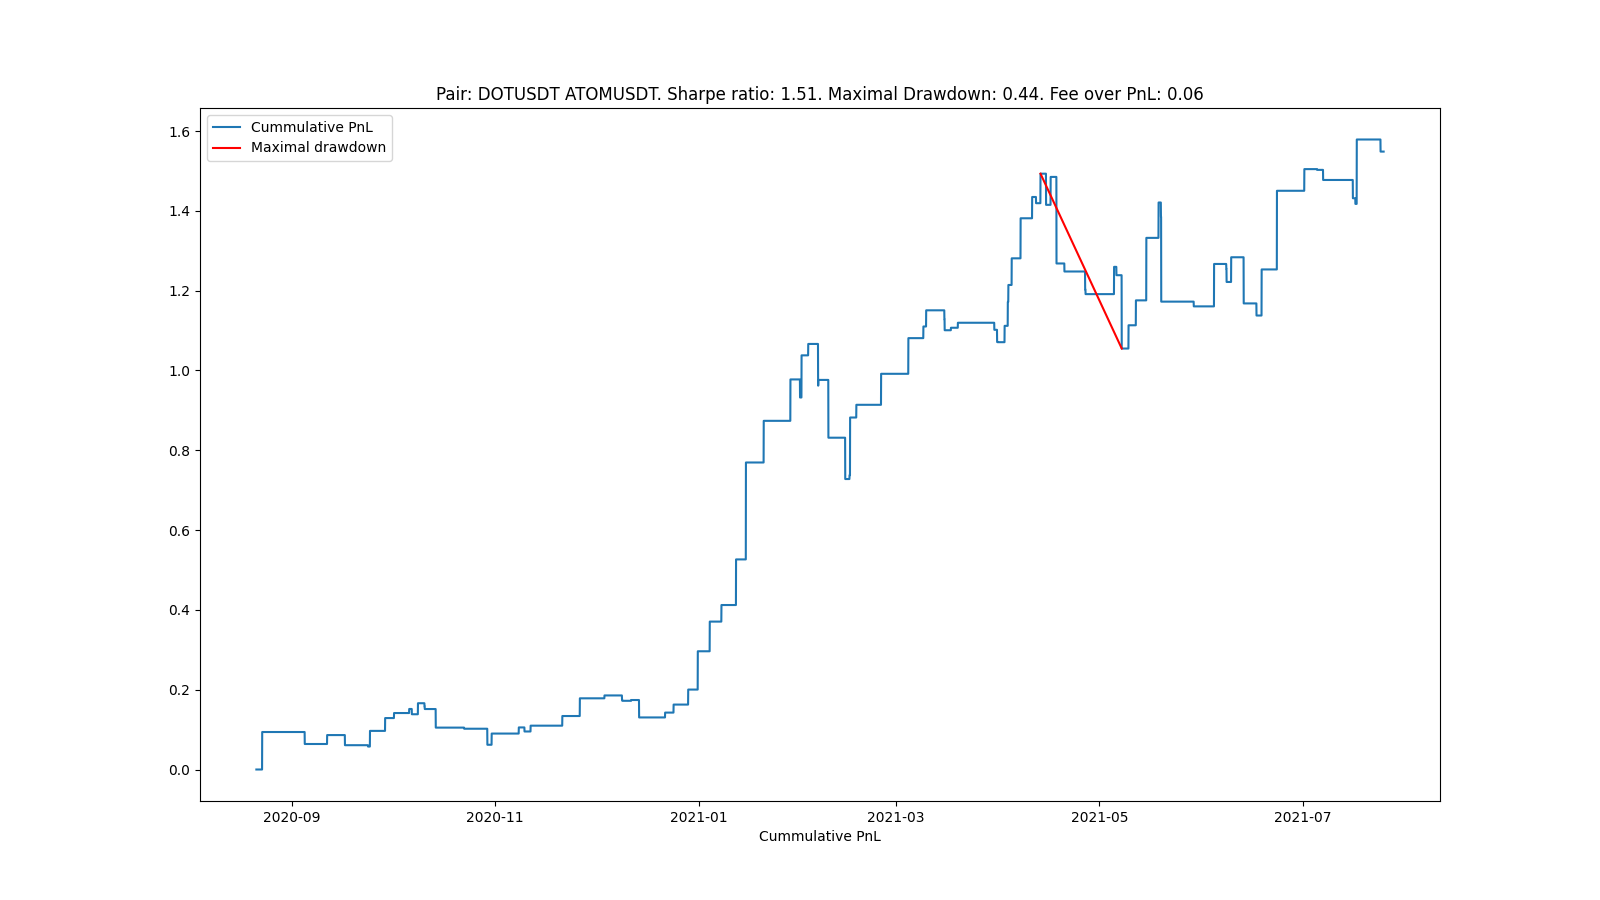 Pair: DOTUSDT ATOMUSDT. Sharpe ratio: 1.51. Maximal Drawdown: 0.44. Fee over PnL: 0.06
Cummulative PnL
Maximal drawdown
1.6
1.4
1.2
1.0
0.8
0.6
0.4
0.2
0.0
2020-09 2020-11 2021-01 2021-03 2021-05 2021-07
Cummulative PnL